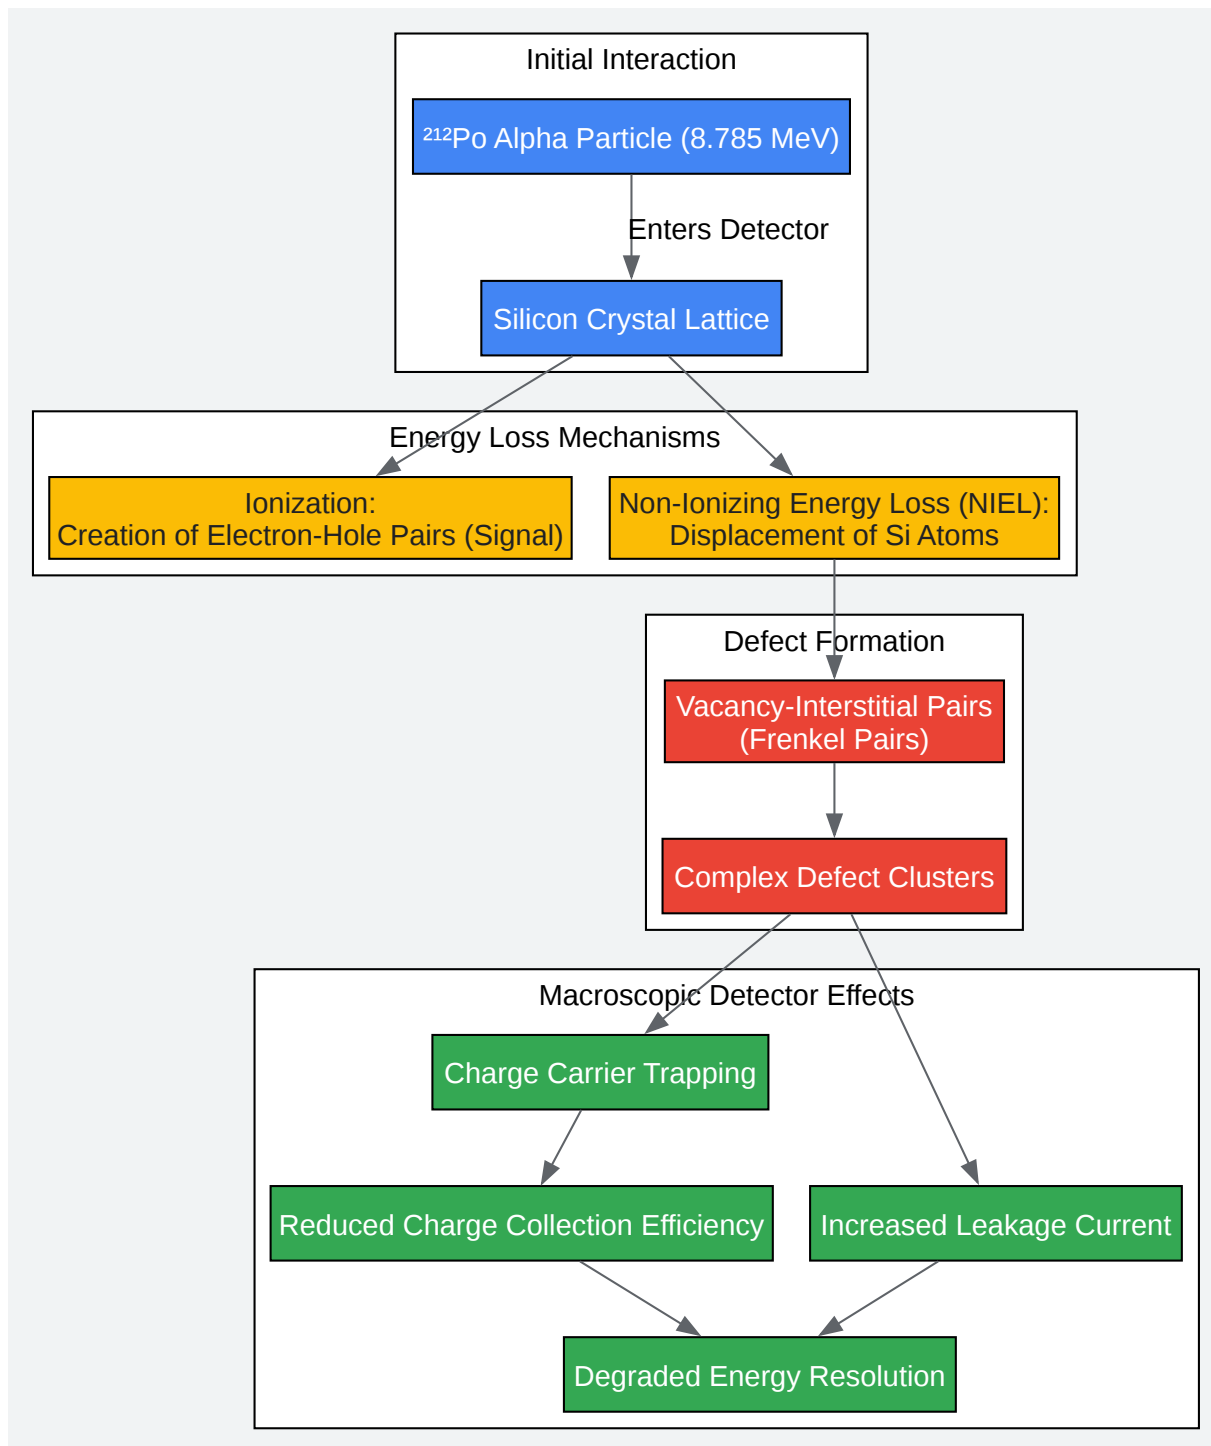 Initial Interaction
²¹²Po Alpha Particle (8.785 MeV)
Enters Detector
Silicon Crystal Lattice
Energy Loss Mechanisms
Ionization:
Creation of Electron-Hole Pairs (Signal)
Non-Ionizing Energy Loss (NIEL):
Displacement of Si Atoms
Defect Formation
Vacancy-Interstitial Pairs
(Frenkel Pairs)
Complex Defect Clusters
Macroscopic Detector Effects
Charge Carrier Trapping
Reduced Charge Collection Efficiency
Increased Leakage Current
Degraded Energy Resolution